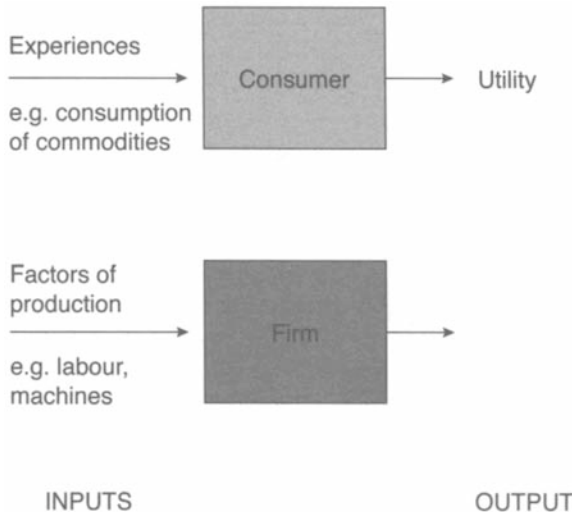 Experiences
Consumer
Utility
e.g. consumption
of commodities
Factors of
production
Firm
e.g. labour,
machines
INPUTS
OUTPUT